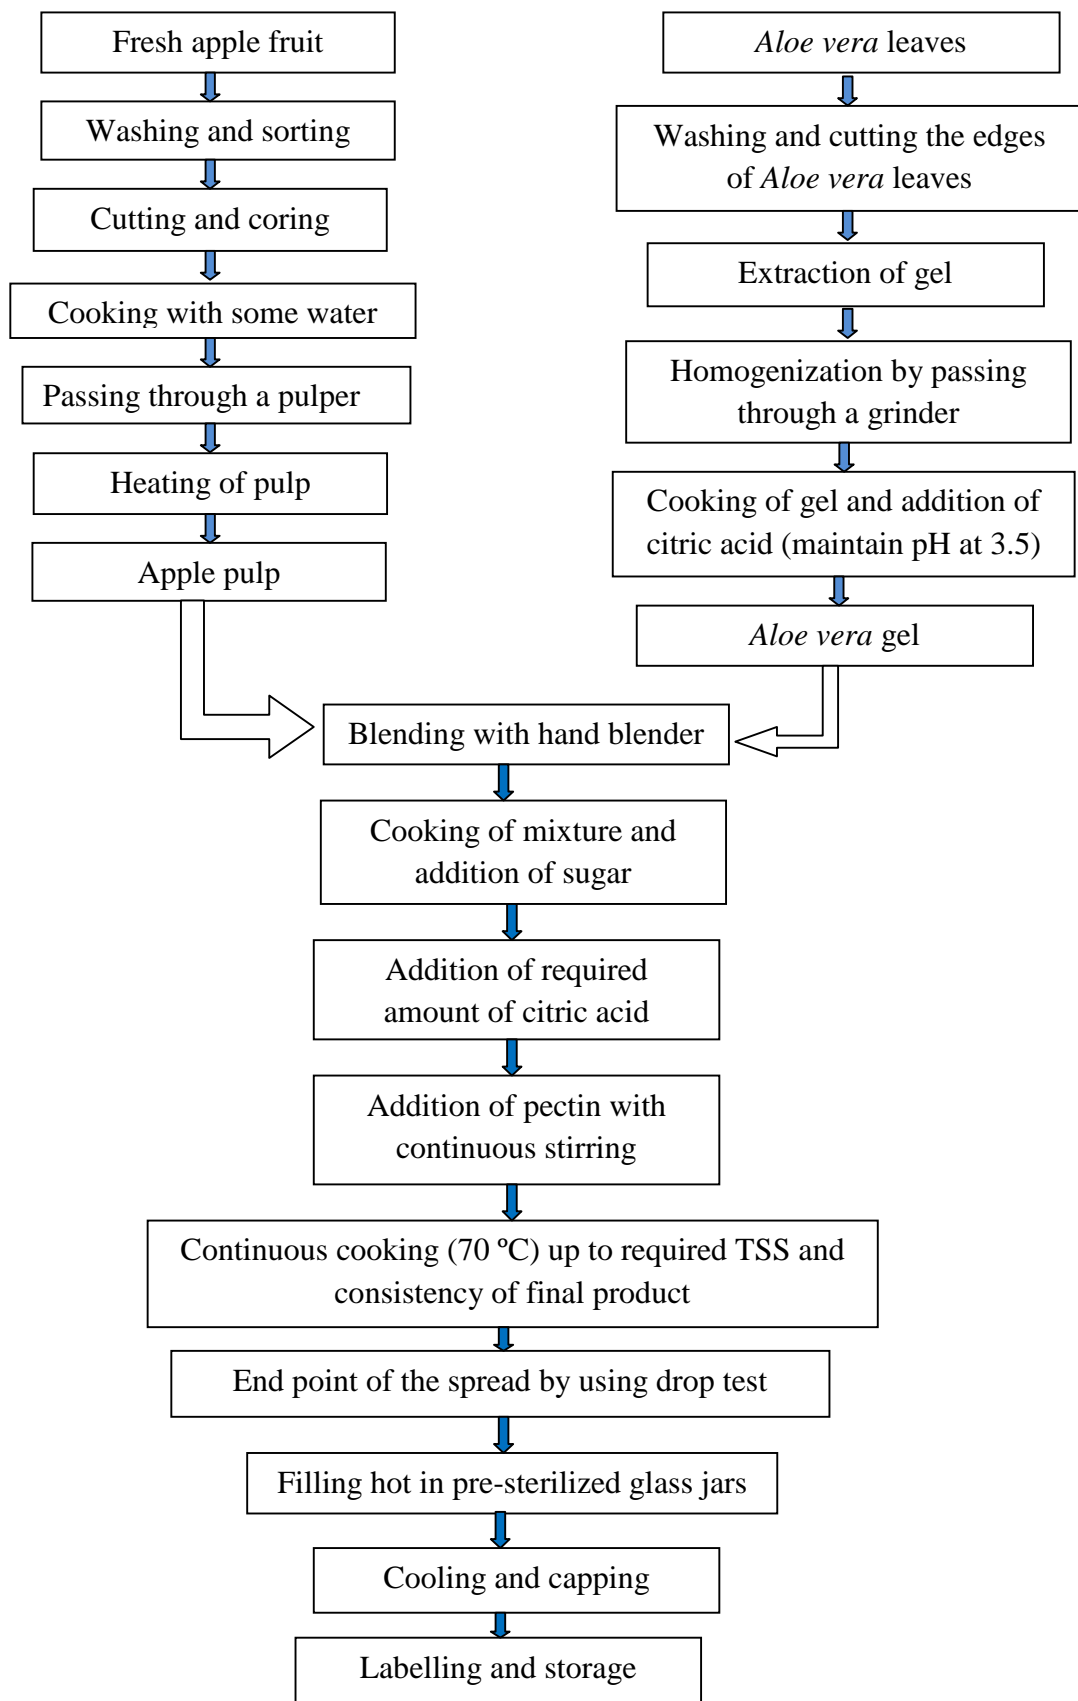 Fresh apple fruit
Washing and sorting
Cutting and coring
Cooking with some water
Passing through a pulper
Heating of pulp
Apple pulp
Aloe vera leaves
Washing and cutting the edges
of Aloe vera leaves
Extraction of gel
Homogenization by passing
through a grinder
Cooking of gel and addition of
citric acid (maintain pH at 3.5)
Aloe vera gel
Blending with hand blender
Cooking of mixture and
addition of sugar
Addition of required
amount of citric acid
Addition of pectin with
continuous stirring
Continuous cooking (70 ºC) up to required TSS and
consistency of final product
End point of the spread by using drop test
Filling hot in pre-sterilized glass jars
Cooling and capping
Labelling and storage